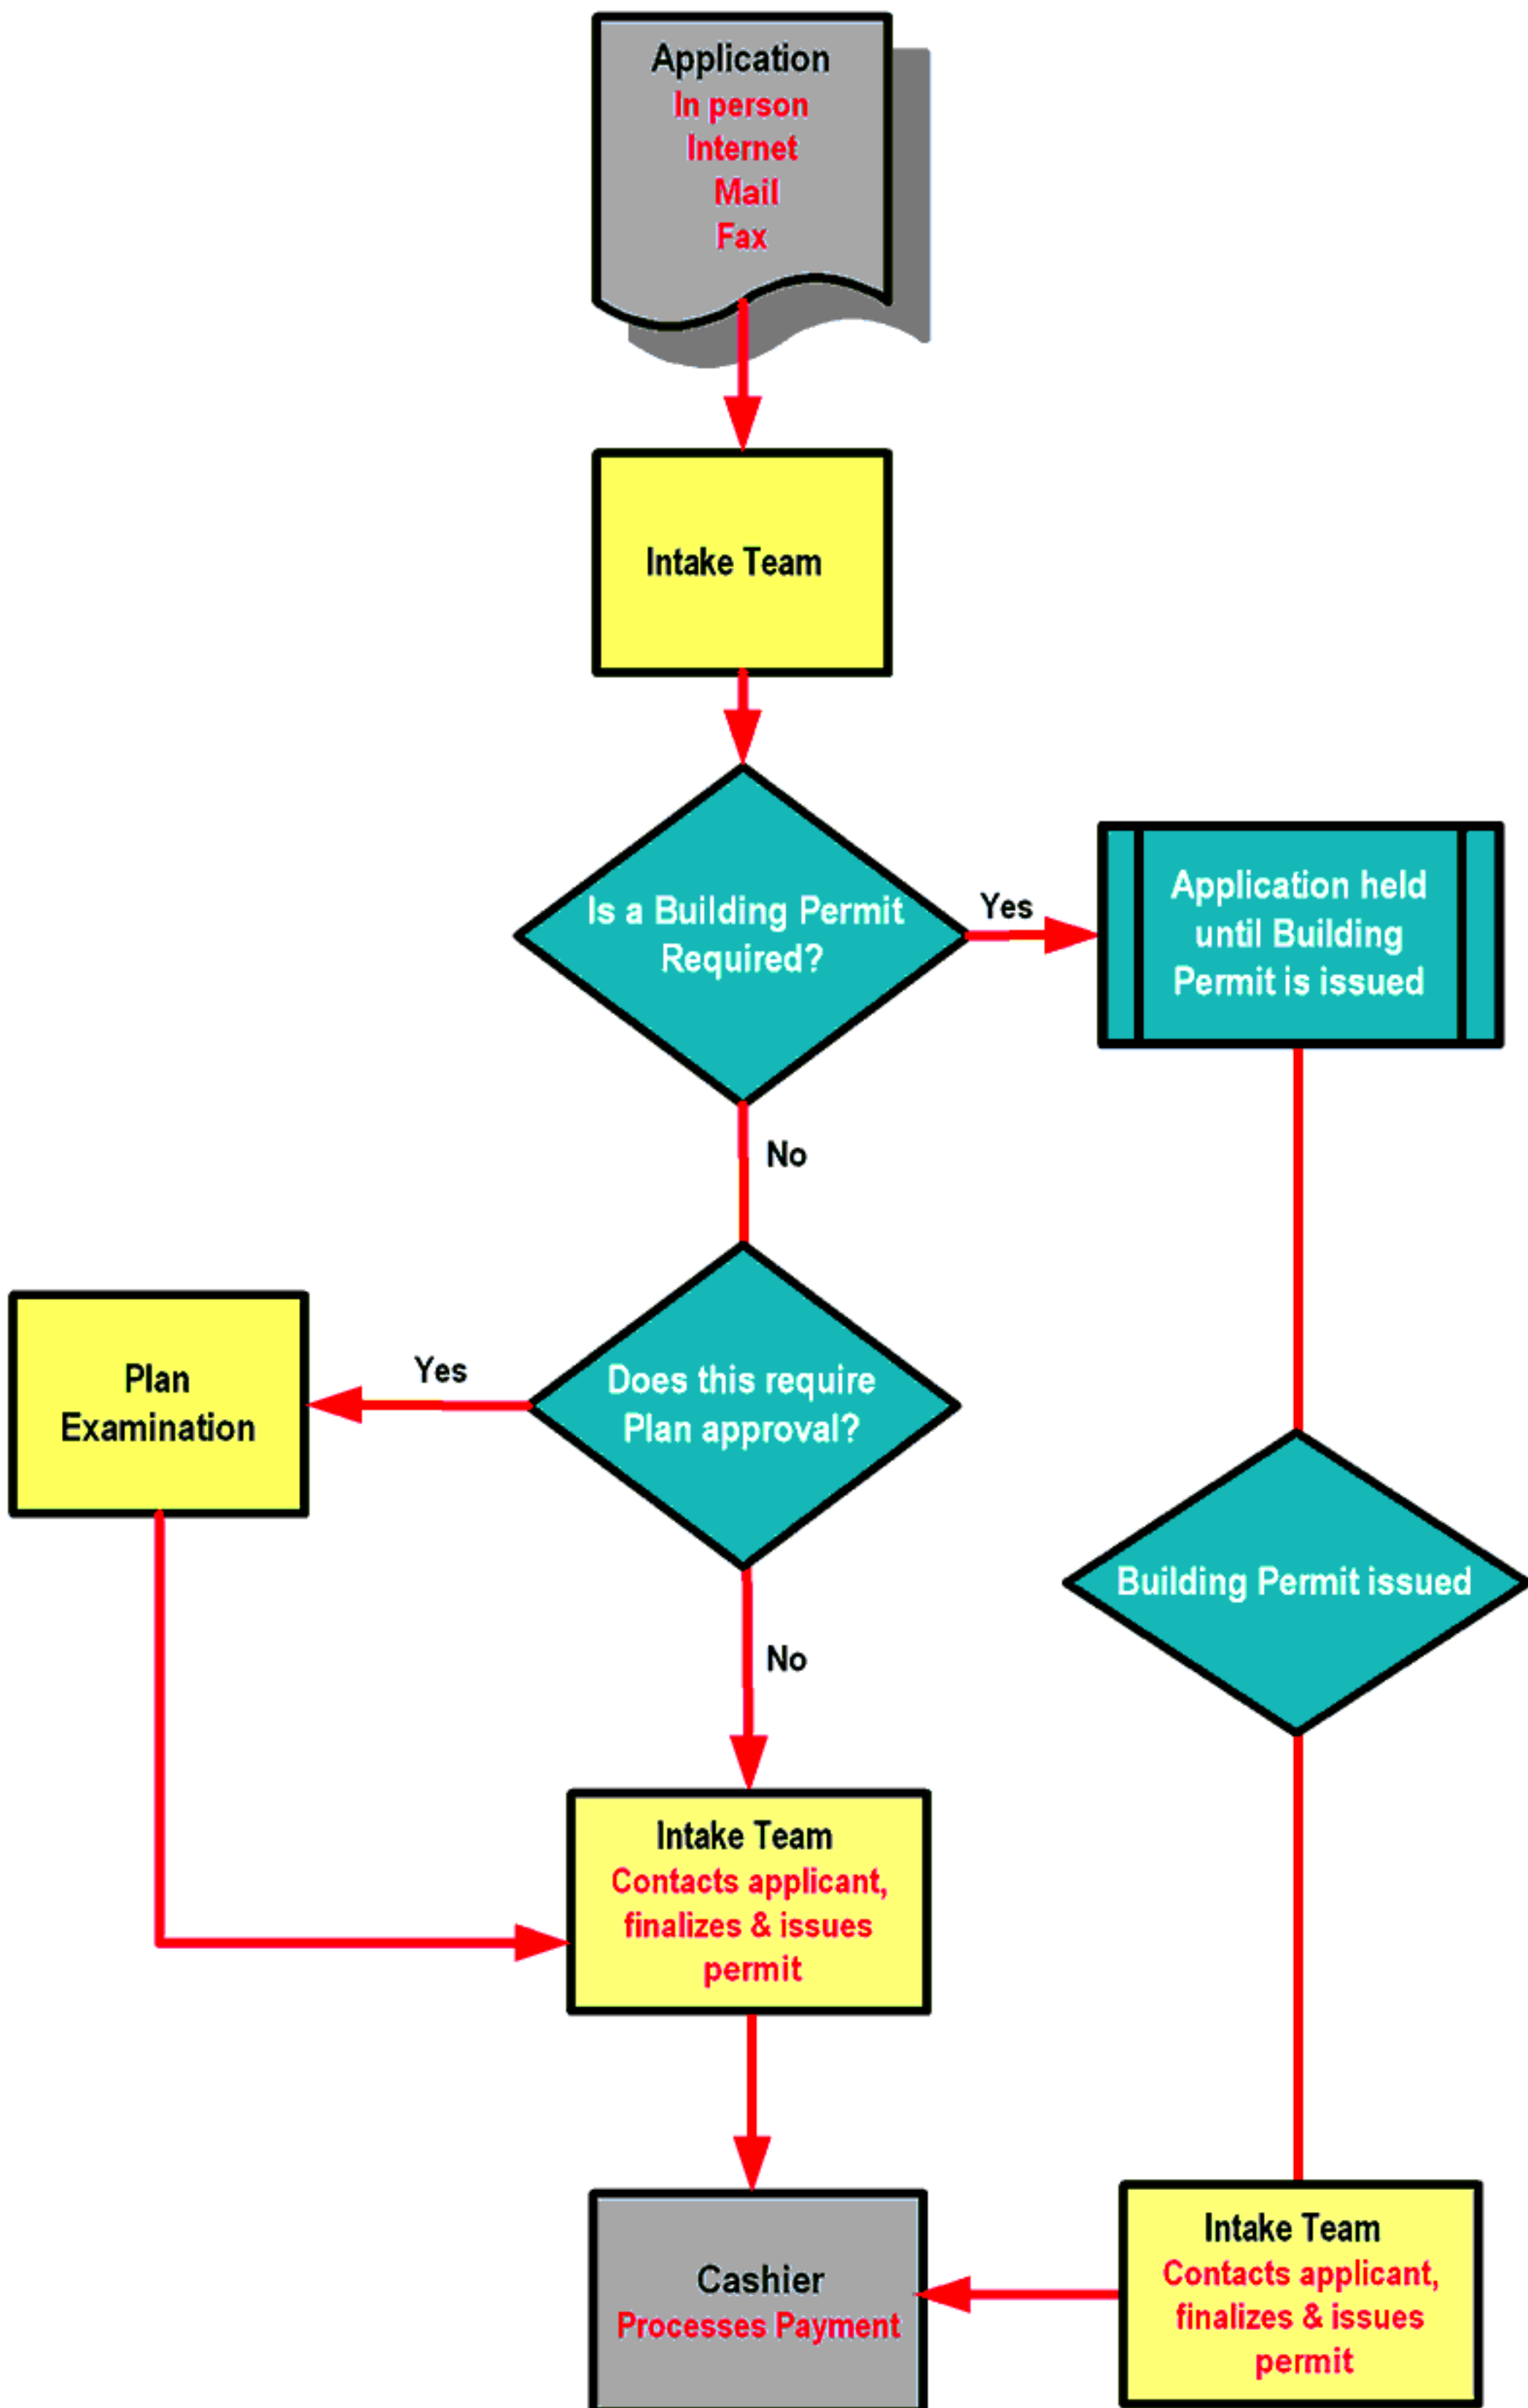 Application
In person
Internet
Mail
Fax
Intake Team
Is a Building Permit
Required?
Yes
Application held
until Building
Permit is issued
No
Plan
Examination
Yes
Does this require
Plan approval?
Building Permit issued
No
Intake Team
Contacts applicant,
finalizes & issues
permit
Cashier
Processes Payment
Intake Team
Contacts applicant,
finalizes & issues
permit